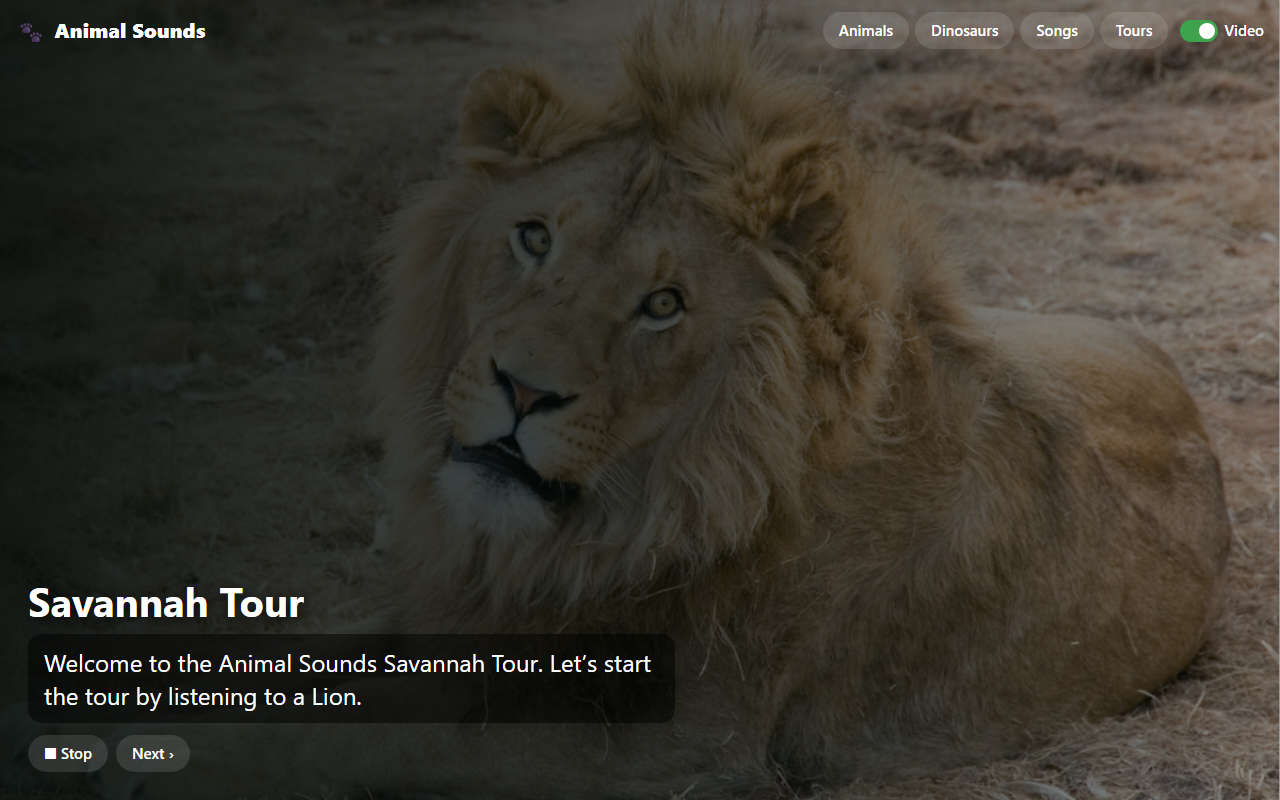 Animal Sounds
Animals
Dinosaurs
Songs
Tours
Video
Savannah Tour
Welcome to the Animal Sounds Savannah Tour. Let’s start
the tour by listening to a Lion.
Stop
Next ›